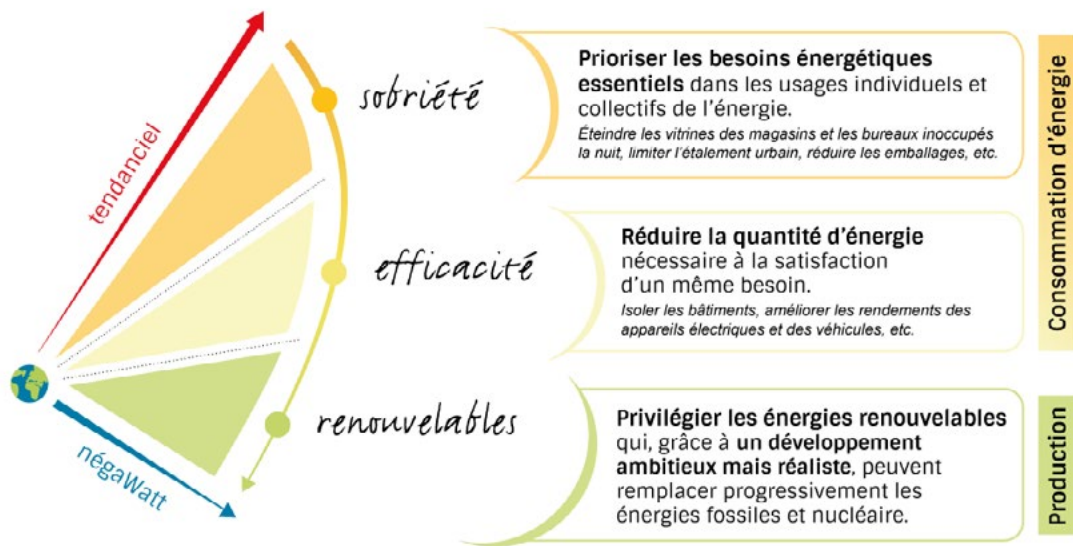 tendanciel
négaWatt
sobriété
Prioriser les besoins énergétiques
essentiels dans les usages individuels et
collectifs de l'énergie.
Éteindre les vitrines des magasins et les bureaux inoccupés
la nuit, limiter l'étalement urbain, réduire les emballages, etc.
efficacité
Réduire la quantité d'énergie
nécessaire à la satisfaction
d'un même besoin.
Isoler les bâtiments, améliorer les rendements des
appareils électriques et des véhicules, etc.
Consommation d'énergie
renouvelables
Privilégier les énergies renouvelables
qui, grâce à un développement
ambitieux mais réaliste, peuvent
remplacer progressivement les
énergies fossiles et nucléaire.
Production